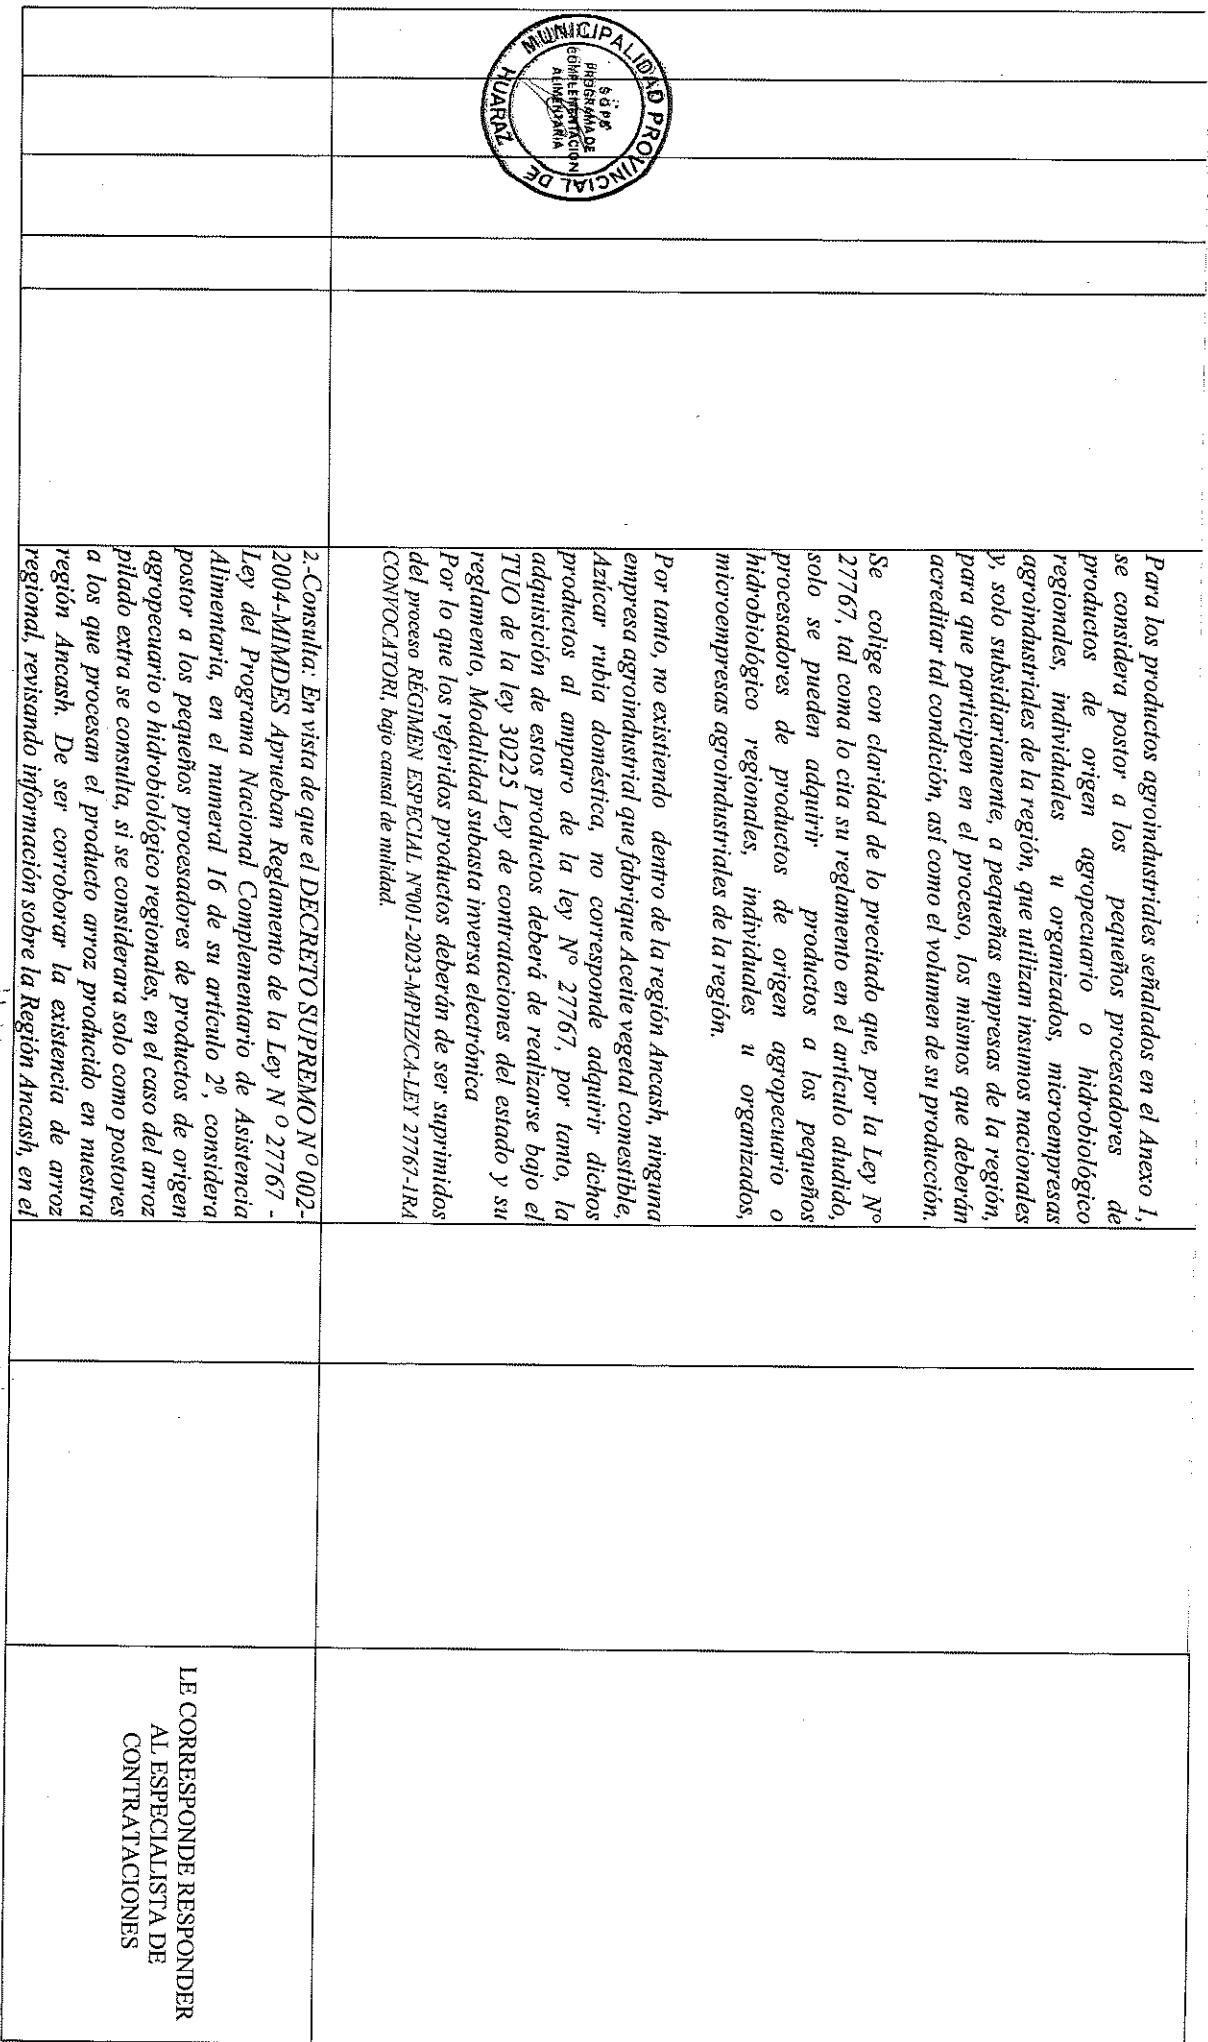 Para los productos agroindustriales señalados en el Anexo 1,
se considera postor a los pequeños procesadores de
productos de origen agropecuario o hidrobiológico
regionales, individuales u organizados, microempresas
agroindustriales de la región, que utilizan insumos nacionales
y, solo subsidiariamente, a pequeñas empresas de la región,
para que participen en el proceso, los mismos que deberán
acreditar tal condición, así como el volumen de su producción.
Se colige con claridad de lo precitado que, por la Ley N°
27767, tal coma lo cita su reglamento en el artículo aludido,
solo se pueden adquirir productos a los pequeños
procesadores de productos de origen agropecuario o
hidrobiológico regionales, individuales u organizados,
microempresas agroindustriales de la región.
Por tanto, no existiendo dentro de la región Ancash, ninguna
empresa agroindustrial que fabrique Aceite vegetal comestible,
Azúcar rubia doméstica, no corresponde adquirir dichos
productos al amparo de la ley N° 27767, por tanto, la
adquisición de estos productos deberá de realizarse bajo el
TUO de la ley 30225 Ley de contrataciones del estado y su
reglamento, Modalidad subasta inversa electrónica
Por lo que los referidos productos deberán de ser suprimidos
del proceso RÉGIMEN ESPECIAL N°001-2023-MPHZ/CA-LEY 27767-1RA
CONVOCATORI, bajo causal de nulidad.
MUNICIPALIDAD PROVINCIAL DE
HUARAZ
SGPS
PROGRAMA DE
COMPLEMENTACION
ALIMENTARIA
2.-Consulta: En vista de que el DECRETO SUPREMO N° 002-
2004-MIMDES Aprueban Reglamento de la Ley N° 27767 -
Ley del Programa Nacional Complementario de Asistencia
Alimentaria, en el numeral 16 de su artículo 2º, considera
postor a los pequeños procesadores de productos de origen
agropecuario o hidrobiológico regionales, en el caso del arroz
pilado extra se consulta, si se considerara solo como postores
a los que procesan el producto arroz producido en nuestra
región Ancash. De ser corroborar la existencia de arroz
regional, revisando información sobre la Región Ancash, en el
LE CORRESPONDE RESPONDER
AL ESPECIALISTA DE
CONTRATACIONES